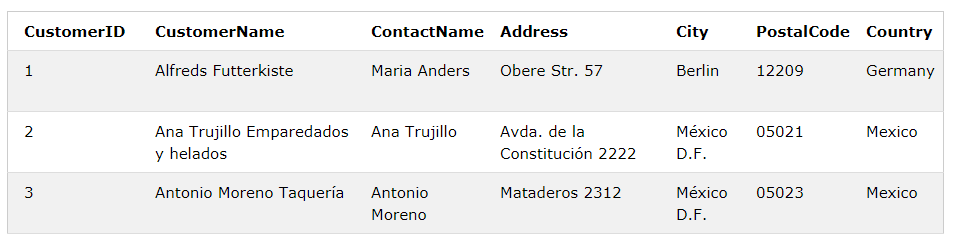 CustomerID CustomerName ContactName Address City PostalCode Country
1 Alfreds Futterkiste Maria Anders Obere Str. 57 Berlin 12209 Germany
2 Ana Trujillo Emparedados Ana Trujillo Avda. de la México 05021 Mexico
y helados Constitución 2222 D.F.
3 Antonio Moreno Taquería Antonio Mataderos 2312 México 05023 Mexico
Moreno D.F.